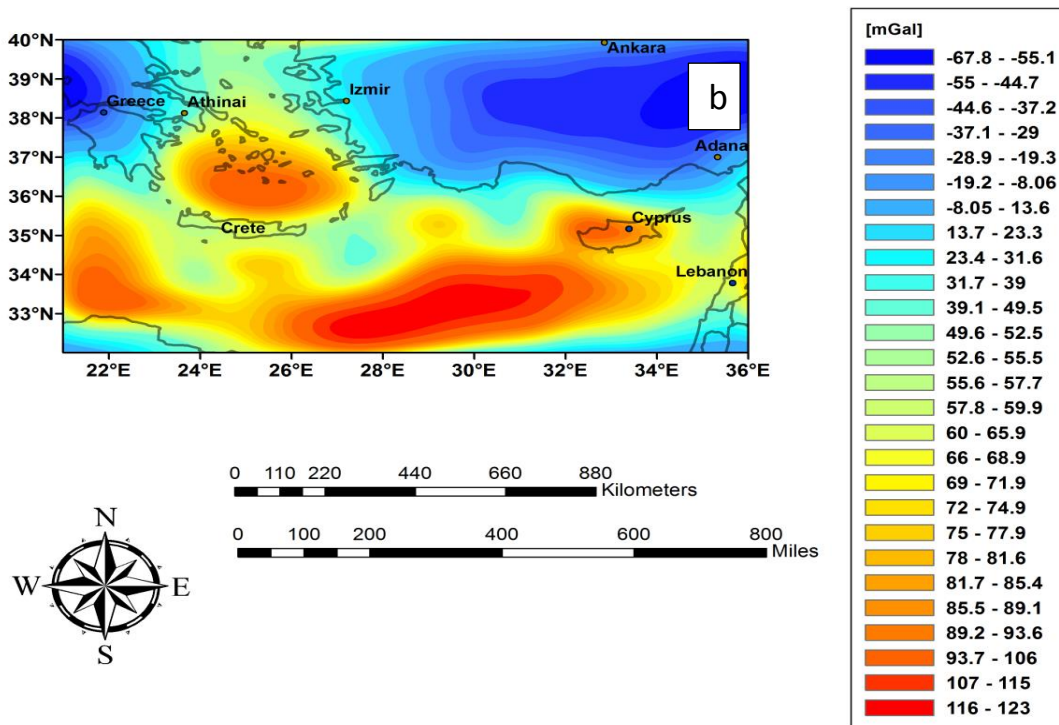 40°N
39°N
38°N
37°N
36°N
35°N
34°N
33°N
22°E 24°E 26°E 28°E 30°E 32°E 34°E 36°E
Ankara
Izmir
Greece Athinai
b
Adana
Crete
Cyprus
Lebanon
0 110 220 440 660 880
Kilometers
0 100 200 400 600 800
Miles
N
W E
S
[mGal]
-67.8 - -55.1
-55 - -44.7
-44.6 - -37.2
-37.1 - -29
-28.9 - -19.3
-19.2 - -8.06
-8.05 - 13.6
13.7 - 23.3
23.4 - 31.6
31.7 - 39
39.1 - 49.5
49.6 - 52.5
52.6 - 55.5
55.6 - 57.7
57.8 - 59.9
60 - 65.9
66 - 68.9
69 - 71.9
72 - 74.9
75 - 77.9
78 - 81.6
81.7 - 85.4
85.5 - 89.1
89.2 - 93.6
93.7 - 106
107 - 115
116 - 123